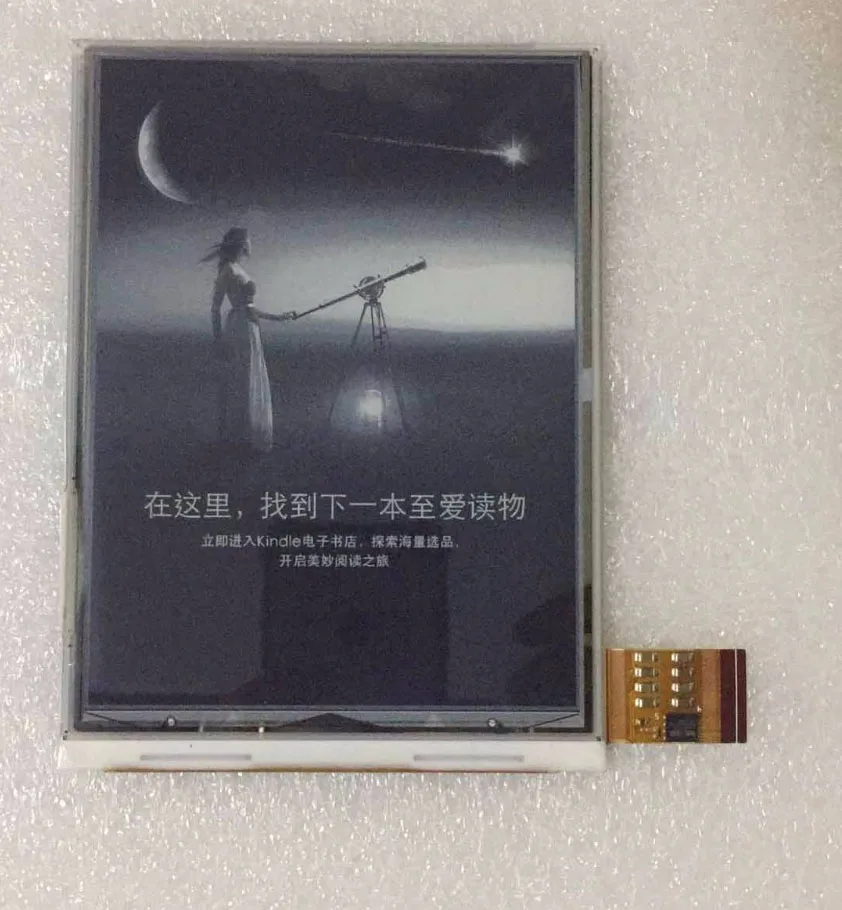 在这里，找到下一本至爱读物
立即进入Kindle电子书店，探索海量选品，
开启美妙阅读之旅